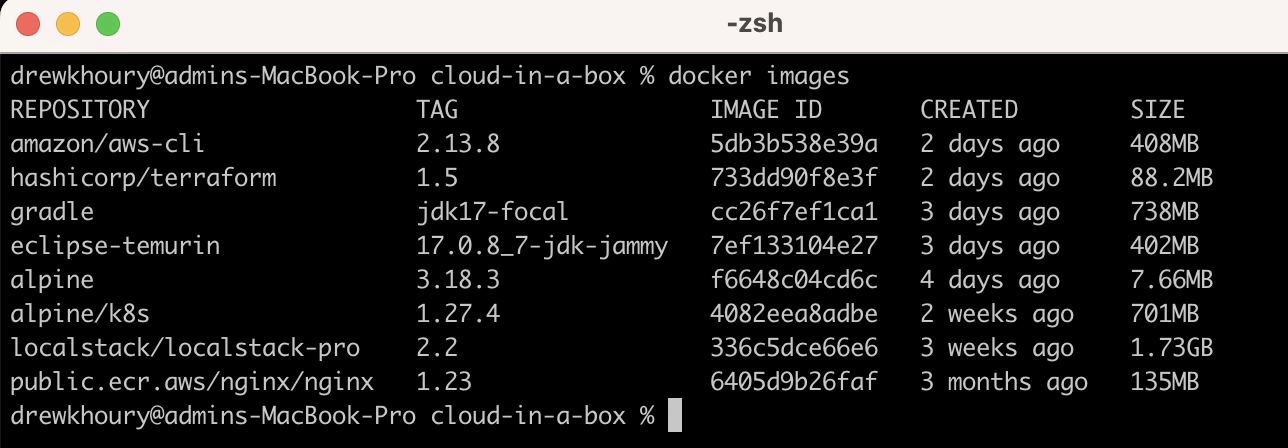 -zsh
drewkhoury@admins-MacBook-Pro cloud-in-a-box % docker images
REPOSITORY TAG IMAGE ID CREATED SIZE
amazon/aws-cli 2.13.8 5db3b538e39a 2 days ago 408MB
hashicorp/terraform 1.5 733dd90f8e3f 2 days ago 88.2MB
gradle jdk17-focal cc26f7ef1ca1 3 days ago 738MB
eclipse-temurin 17.0.8_7-jdk-jammy 7ef133104e27 3 days ago 402MB
alpine 3.18.3 f6648c04cd6c 4 days ago 7.66MB
alpine/k8s 1.27.4 4082eea8adbe 2 weeks ago 701MB
localstack/localstack-pro 2.2 336c5dce66e6 3 weeks ago 1.73GB
public.ecr.aws/nginx/nginx 1.23 6405d9b26faf 3 months ago 135MB
drewkhoury@admins-MacBook-Pro cloud-in-a-box %